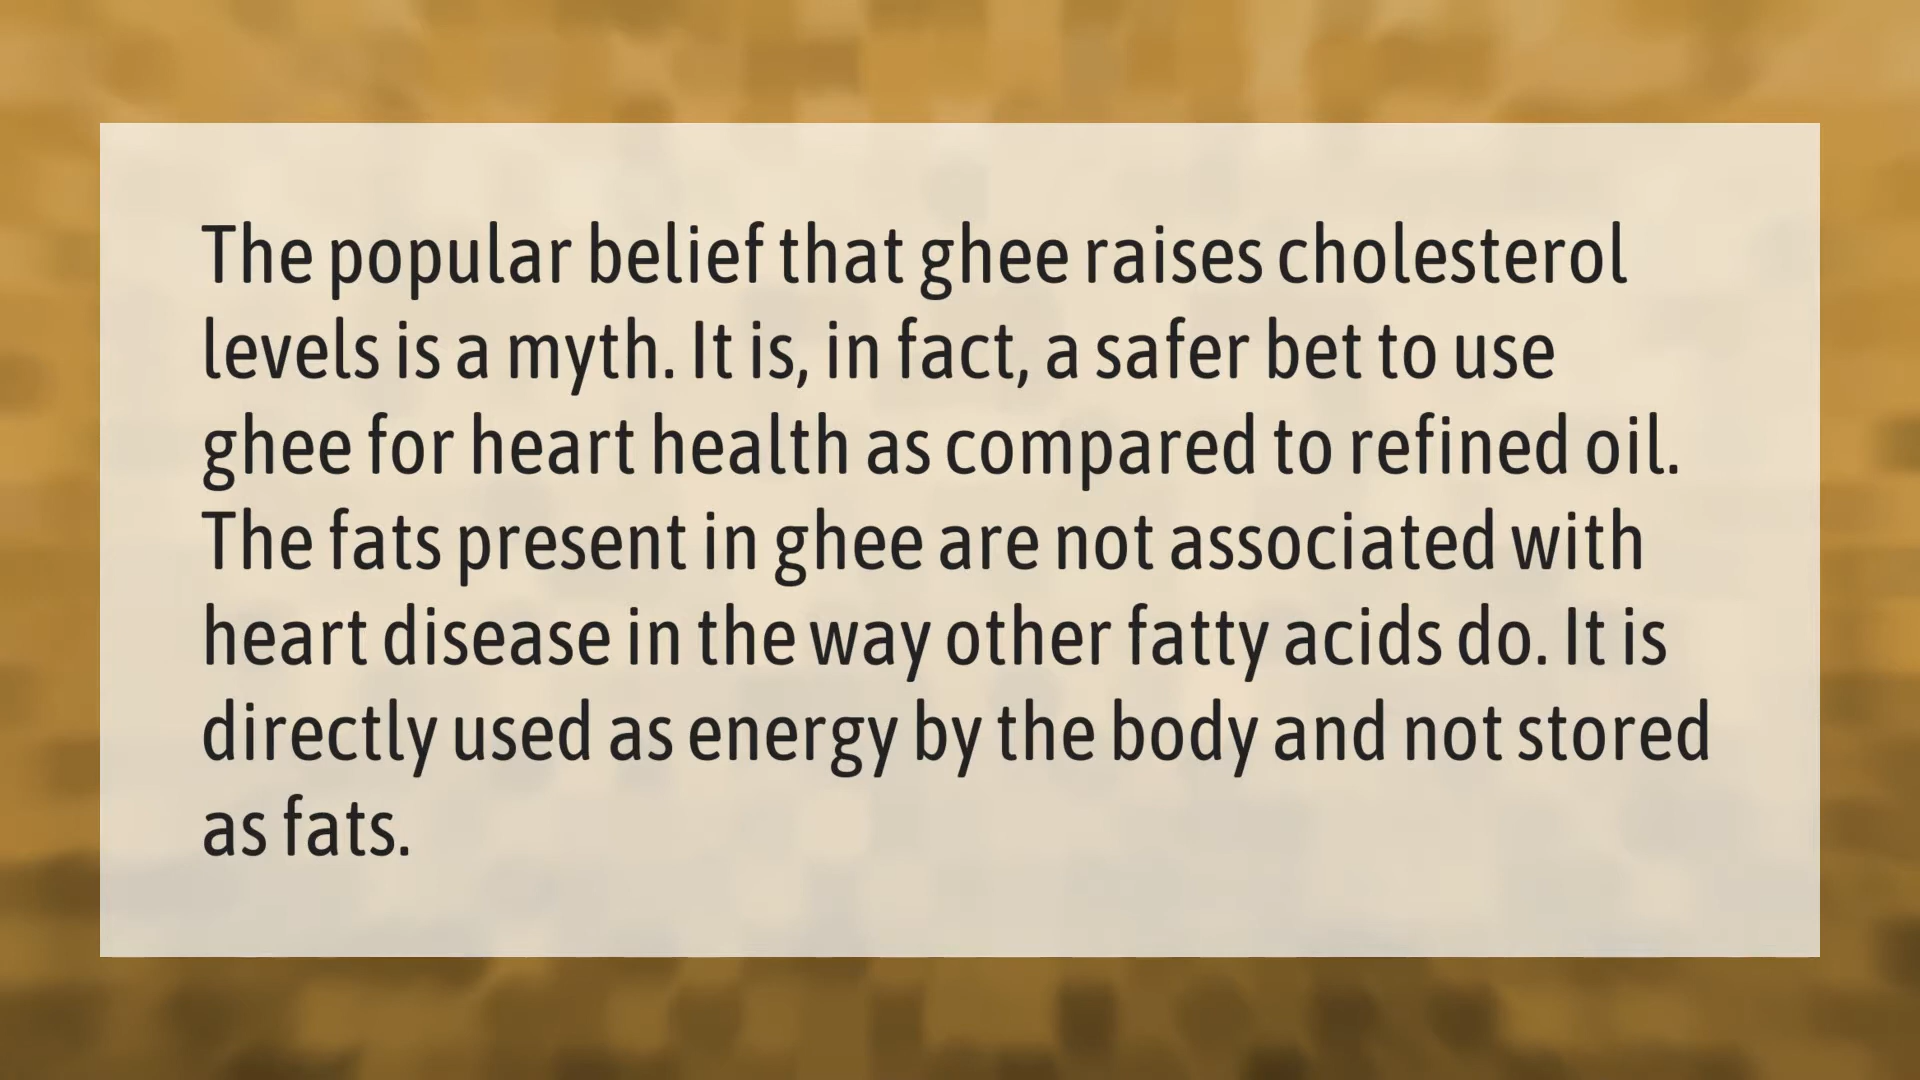 The popular belief that ghee raises cholesterol
levels is a myth. It is, in fact, a safer bet to use
ghee for heart health as compared to refined oil.
The fats present in ghee are not associated with
heart disease in the way other fatty acids do. It is
directly used as energy by the body and not stored
as fats.